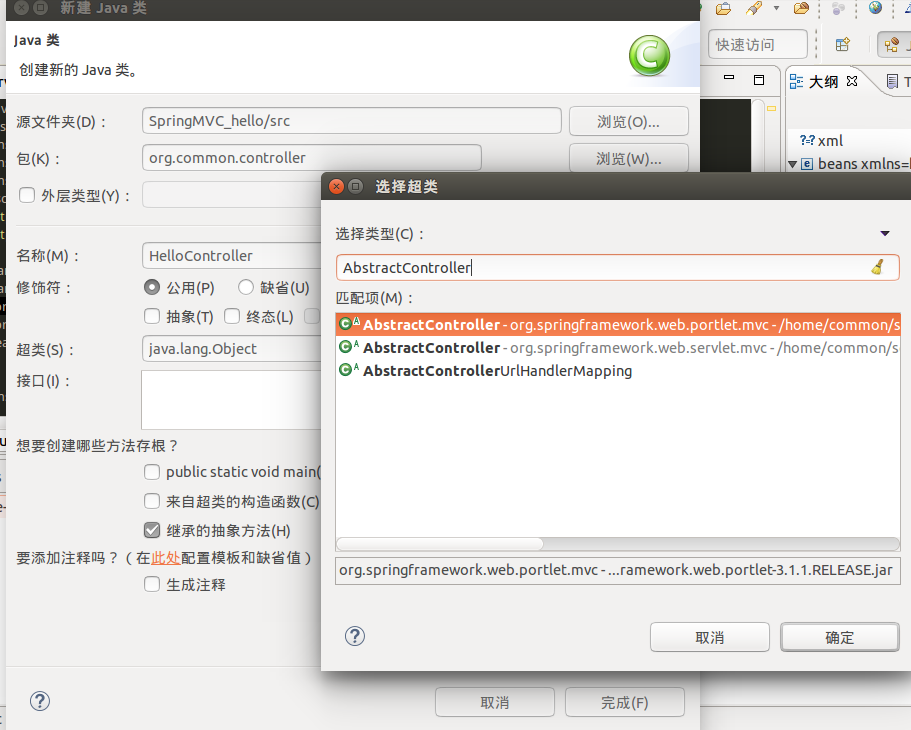 新建 Java 类
Java 类
创建新的 Java 类。
快速访问
大纲
源文件夹(D)：
SpringMVC_hello/src
浏览(O)...
xml
包(K)：
org.common.controller
浏览(W)...
beans xmlns=
外层类型(Y)：
选择超类
选择类型(C)：
名称(M)：
HelloController
AbstractController
修饰符：
公用(P)
缺省(U)
匹配项(M)：
抽象(T)
终态(L)
AbstractController - org.springframework.web.portlet.mvc - /home/common/s
超类(S)：
java.lang.Object
AbstractController - org.springframework.web.servlet.mvc - /home/common/s
接口(I)：
AbstractControllerUrlHandlerMapping
想要创建哪些方法存根？
public static void main(
来自超类的构造函数(C)
继承的抽象方法(H)
要添加注释吗？（在此处配置模板和缺省值）
org.springframework.web.portlet.mvc - ...ramework.web.portlet-3.1.1.RELEASE.jar
生成注释
取消
确定
取消
完成(F)